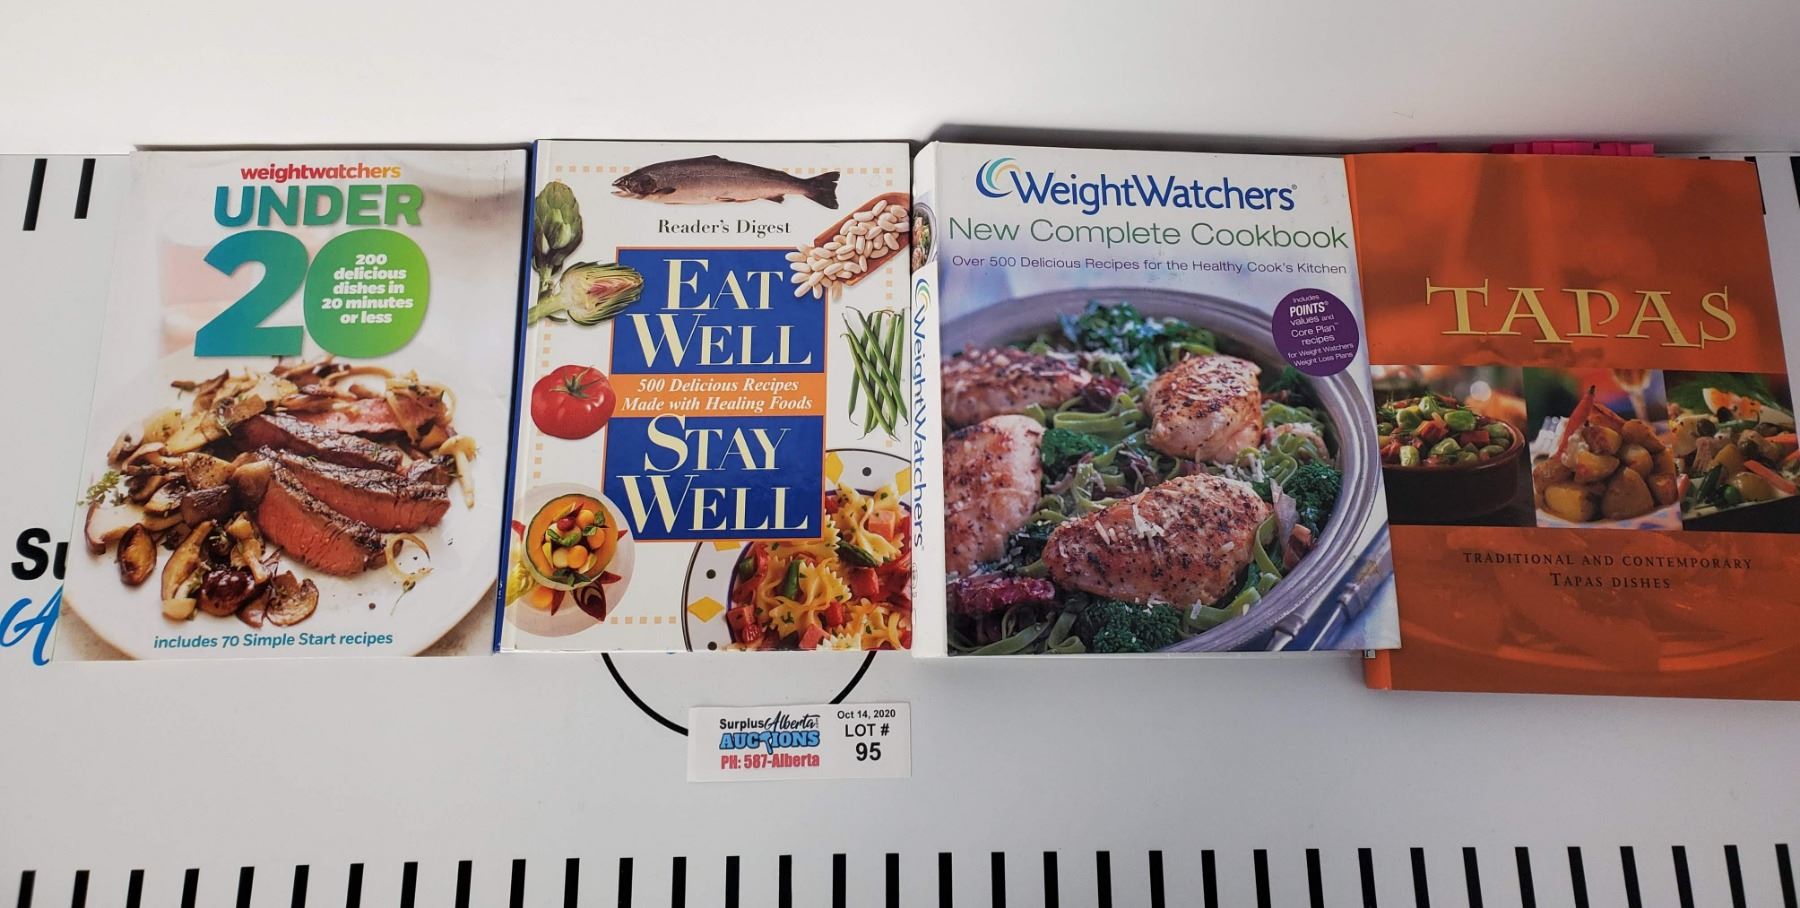 weightwatchers
UNDER
20
200
delicious
dishes in
20 minutes
or less
includes 70 Simple Start recipes
Reader's Digest
EAT
WELL
500 Delicious Recipes
Made with Healing Foods
STAY
WELL
WeightWatchers
WeightWatchers®
New Complete Cookbook
Over 500 Delicious Recipes for the Healthy Cook's Kitchen
Includes
POINTS®
values and
Core Plan™
recipes
for Weight Watchers
Weight Loss Plans
TAPAS
TRADITIONAL AND CONTEMPORARY
TAPAS DISHES
Su
A
SurplusAlberta
AUCTIONS
PH: 587-Alberta
Oct 14, 2020
LOT #
95